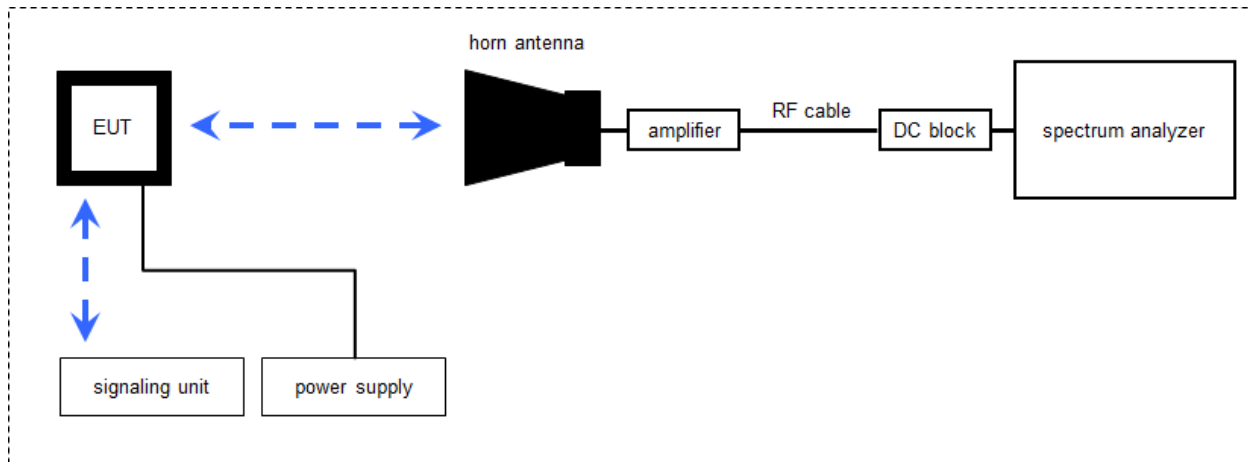 horn antenna
EUT
amplifier
RF cable
DC block
spectrum analyzer
signaling unit
power supply